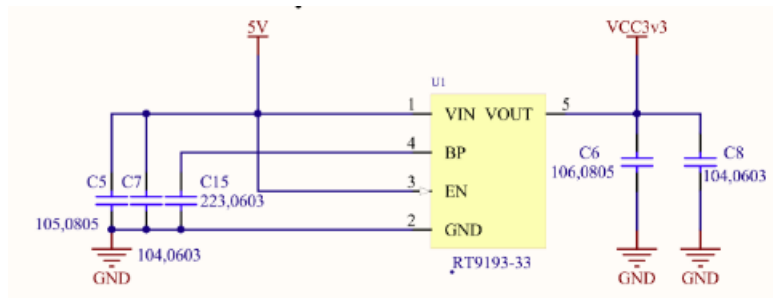 5V
VCC3v3
U1
1 VIN VOUT 5
4 BP
3 EN
2 GND
C5 C7 C15
223,0603
105,0805
104,0603
GND
RT9193-33
C6
106,0805
C8
104,0603
GND GND